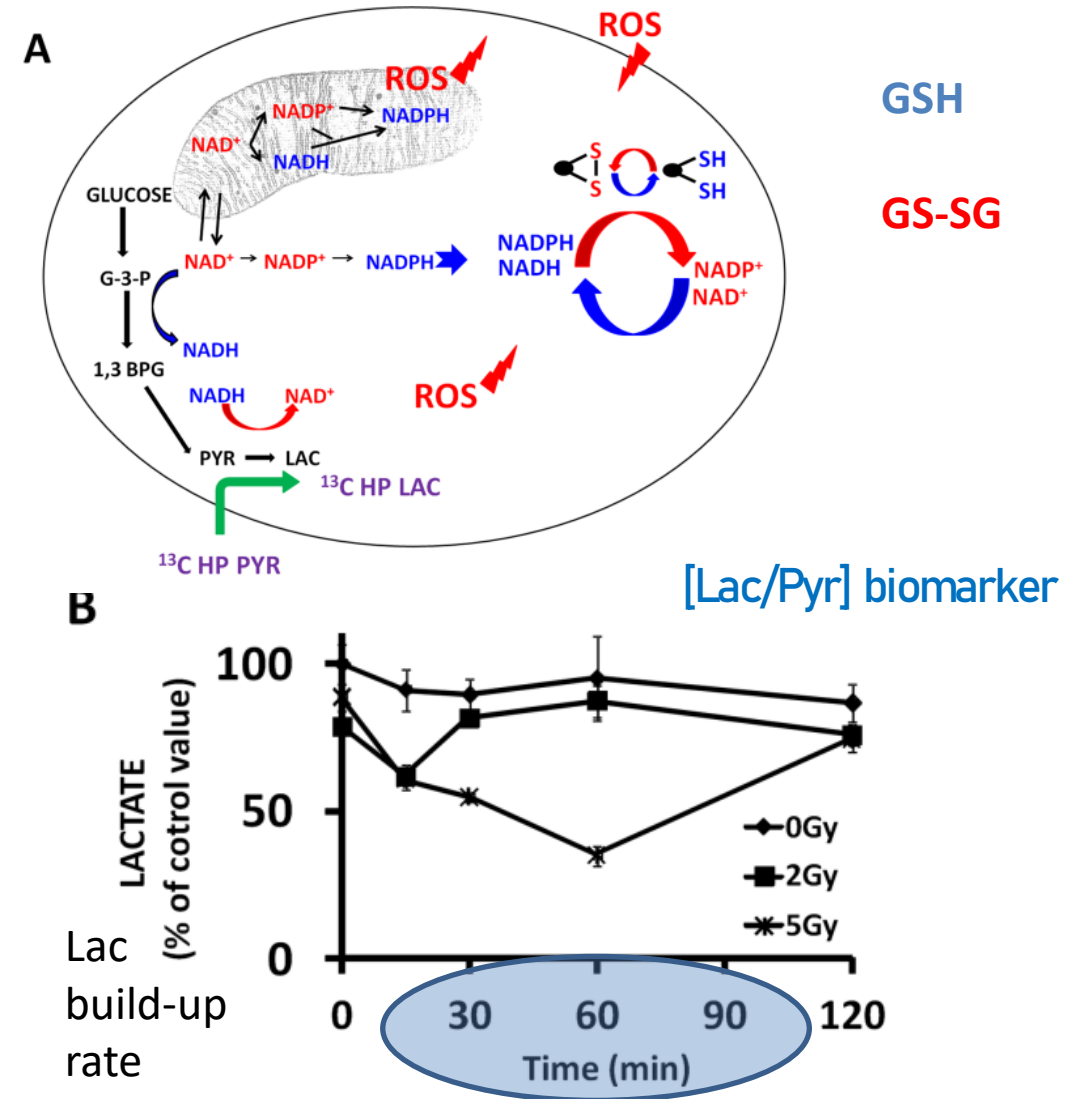 A
ROS
ROS
GSH
NADP⁺
NADPH
NAD⁺
NADH
S
S
SH
SH
GS-SG
GLUCOSE
NAD⁺
NADP⁺
NADPH
NADPH
NADH
NADP⁺
NAD⁺
G-3-P
NADH
1,3 BPG
NADH
NAD⁺
ROS
PYR
LAC
¹³C HP LAC
¹³C HP PYR
[Lac/Pyr] biomarker
B
LACTATE
(% of cotrol value)
100
50
0
0Gy
2Gy
5Gy
Lac
build-up
rate
0 30 60 90 120
Time (min)